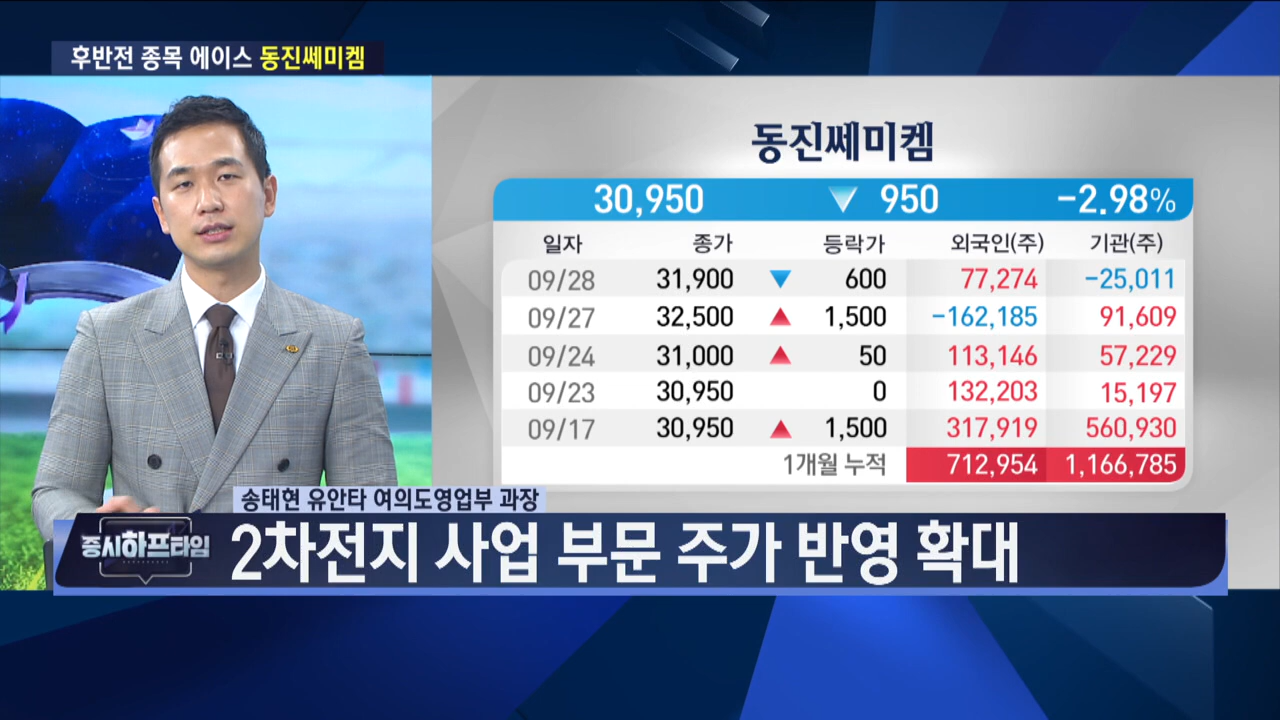 후반전 종목 에이스 동진쎄미켐
동진쎄미켐
30,950 ▼ 950 -2.98%
일자 종가 등락가 외국인(주) 기관(주)
09/28 31,900 ▼ 600 77,274 -25,011
09/27 32,500 ▲ 1,500 -162,185 91,609
09/24 31,000 ▲ 50 113,146 57,229
09/23 30,950 0 132,203 15,197
09/17 30,950 ▲ 1,500 317,919 560,930
1개월 누적 712,954 1,166,785
송태현 유안타 여의도영업부 과장
증시하프타임
2차전지 사업 부문 주가 반영 확대